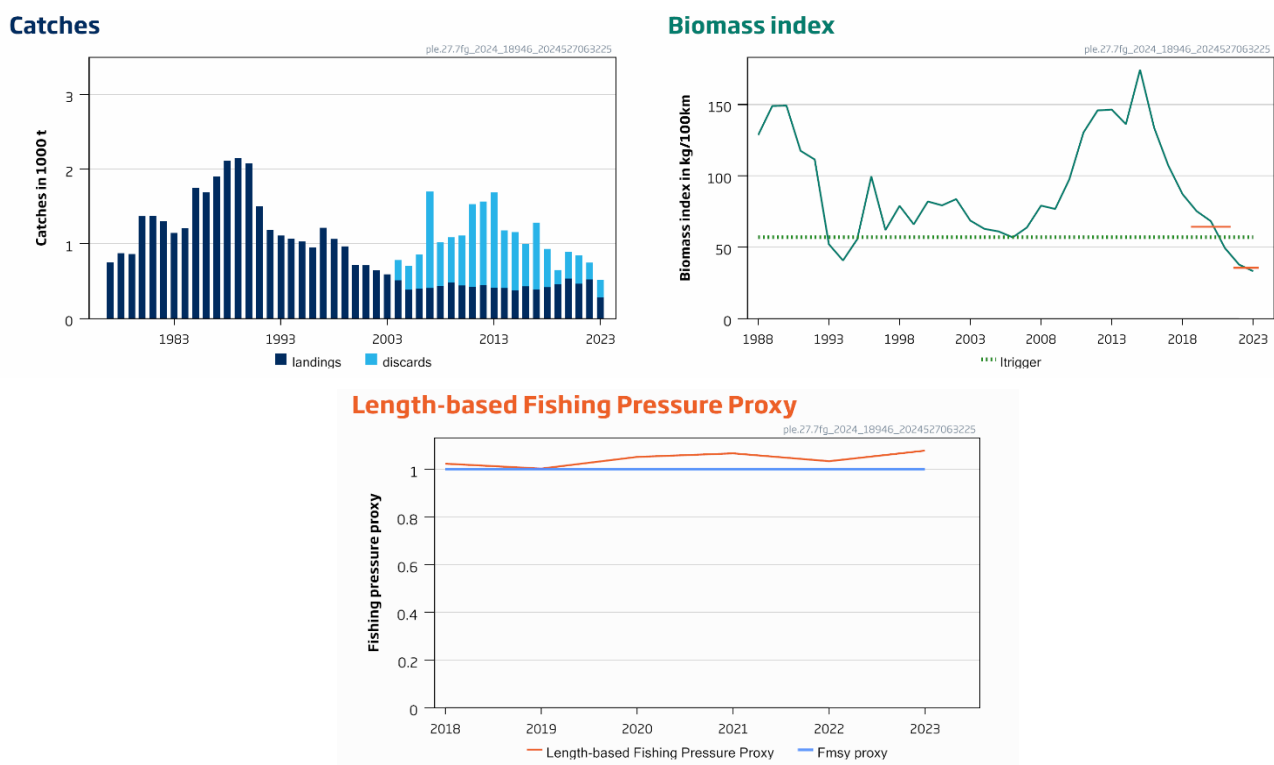 Catches
ple.27.7fg_2024_18946_2024527063225
Catches in 1000 t
3
2
1
0
1983
1993
2003
2013
2023
landings
discards
Biomass index
ple.27.7fg_2024_18946_2024527063225
Biomass index in kg/100km
150
100
50
0
1988
1993
1998
2003
2008
2013
2018
2023
Itrigger
Length-based Fishing Pressure Proxy
ple.27.7fg_2024_18946_2024527063225
Fishing pressure proxy
1
0.8
0.6
0.4
0.2
0
2018
2019
2020
2021
2022
2023
Length-based Fishing Pressure Proxy
Fmsy proxy